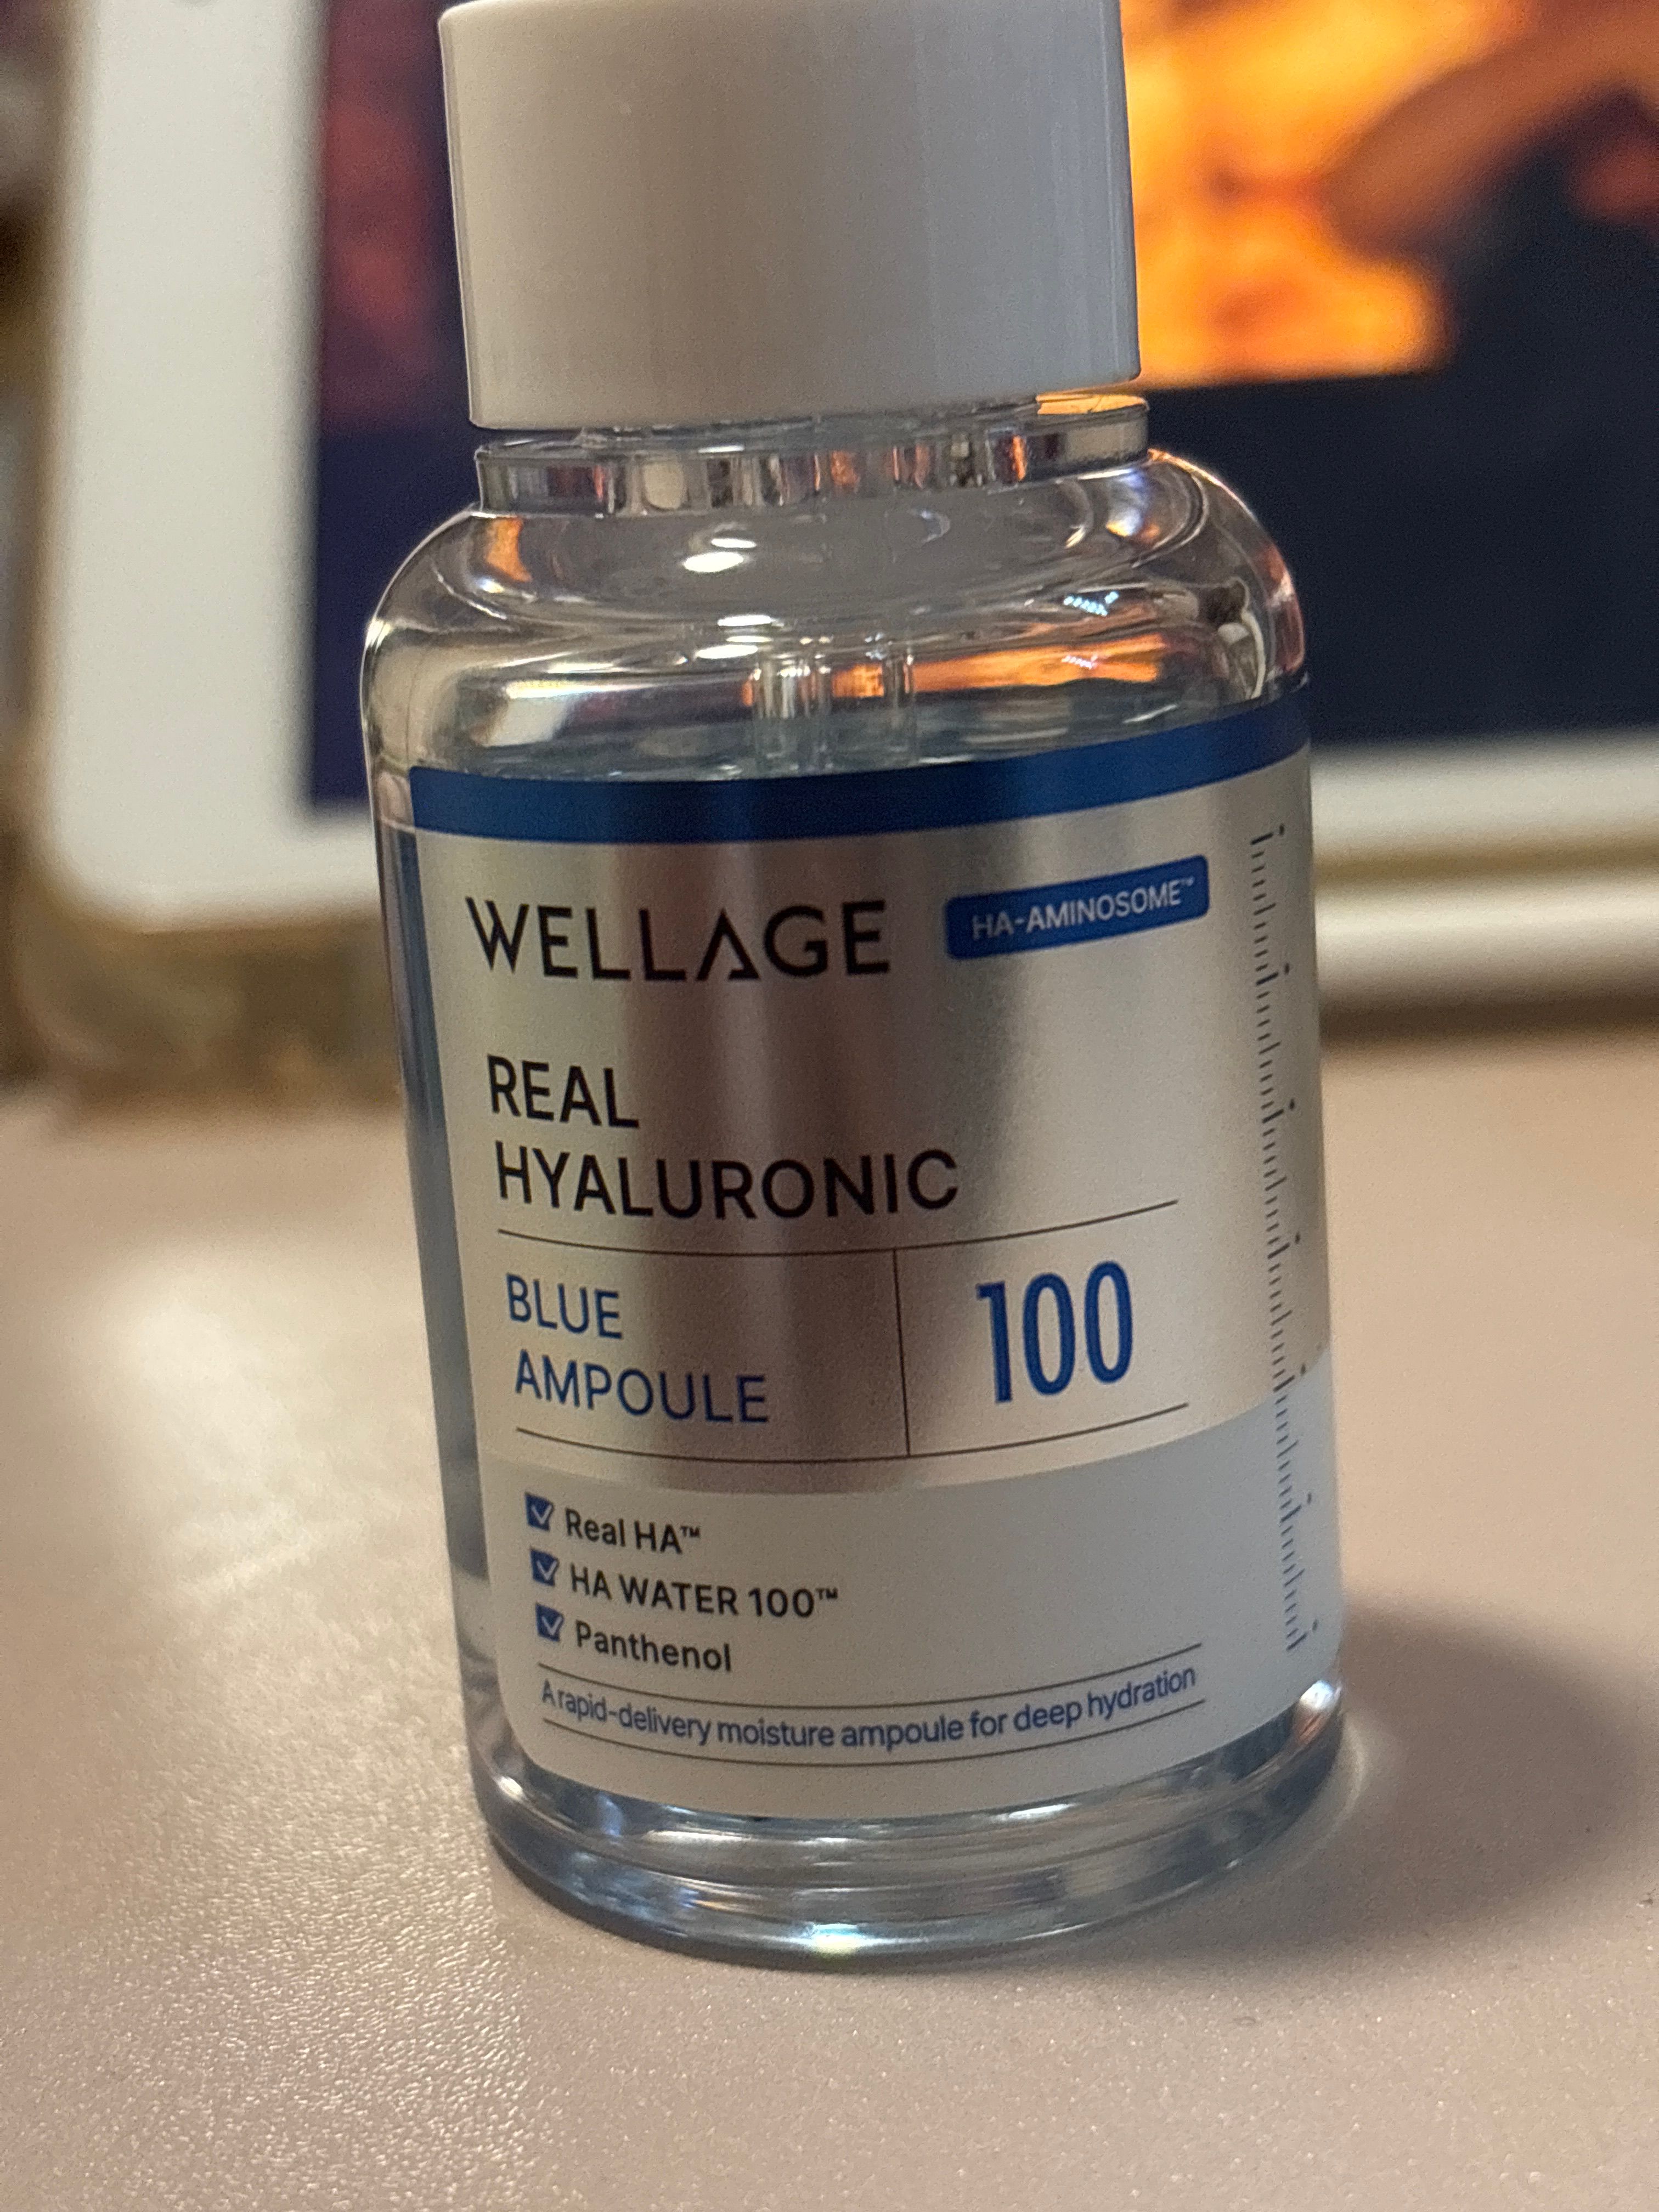 WELLAGE HA-AMINOSOME™
REAL
HYALURONIC
BLUE
AMPOULE
100
Real HA™
HA WATER 100™
Panthenol
A rapid-delivery moisture ampoule for deep hydration